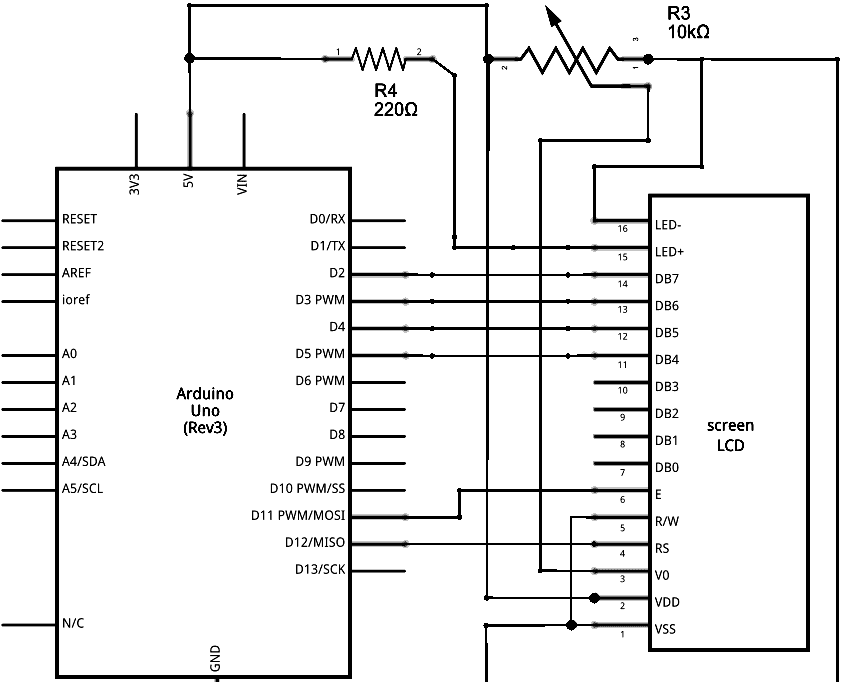 R3
10kΩ
1
2
2
3
1
R4
220Ω
3V3
5V
VIN
RESET
RESET2
AREF
ioref
A0
A1
A2
A3
A4/SDA
A5/SCL
N/C
Arduino
Uno
(Rev3)
GND
D0/RX
D1/TX
D2
D3 PWM
D4
D5 PWM
D6 PWM
D7
D8
D9 PWM
D10 PWM/SS
D11 PWM/MOSI
D12/MISO
D13/SCK
16 LED-
15 LED+
14 DB7
13 DB6
12 DB5
11 DB4
10 DB3
9 DB2
8 DB1
7 DB0
6 E
5 R/W
4 RS
3 V0
2 VDD
1 VSS
screen
LCD